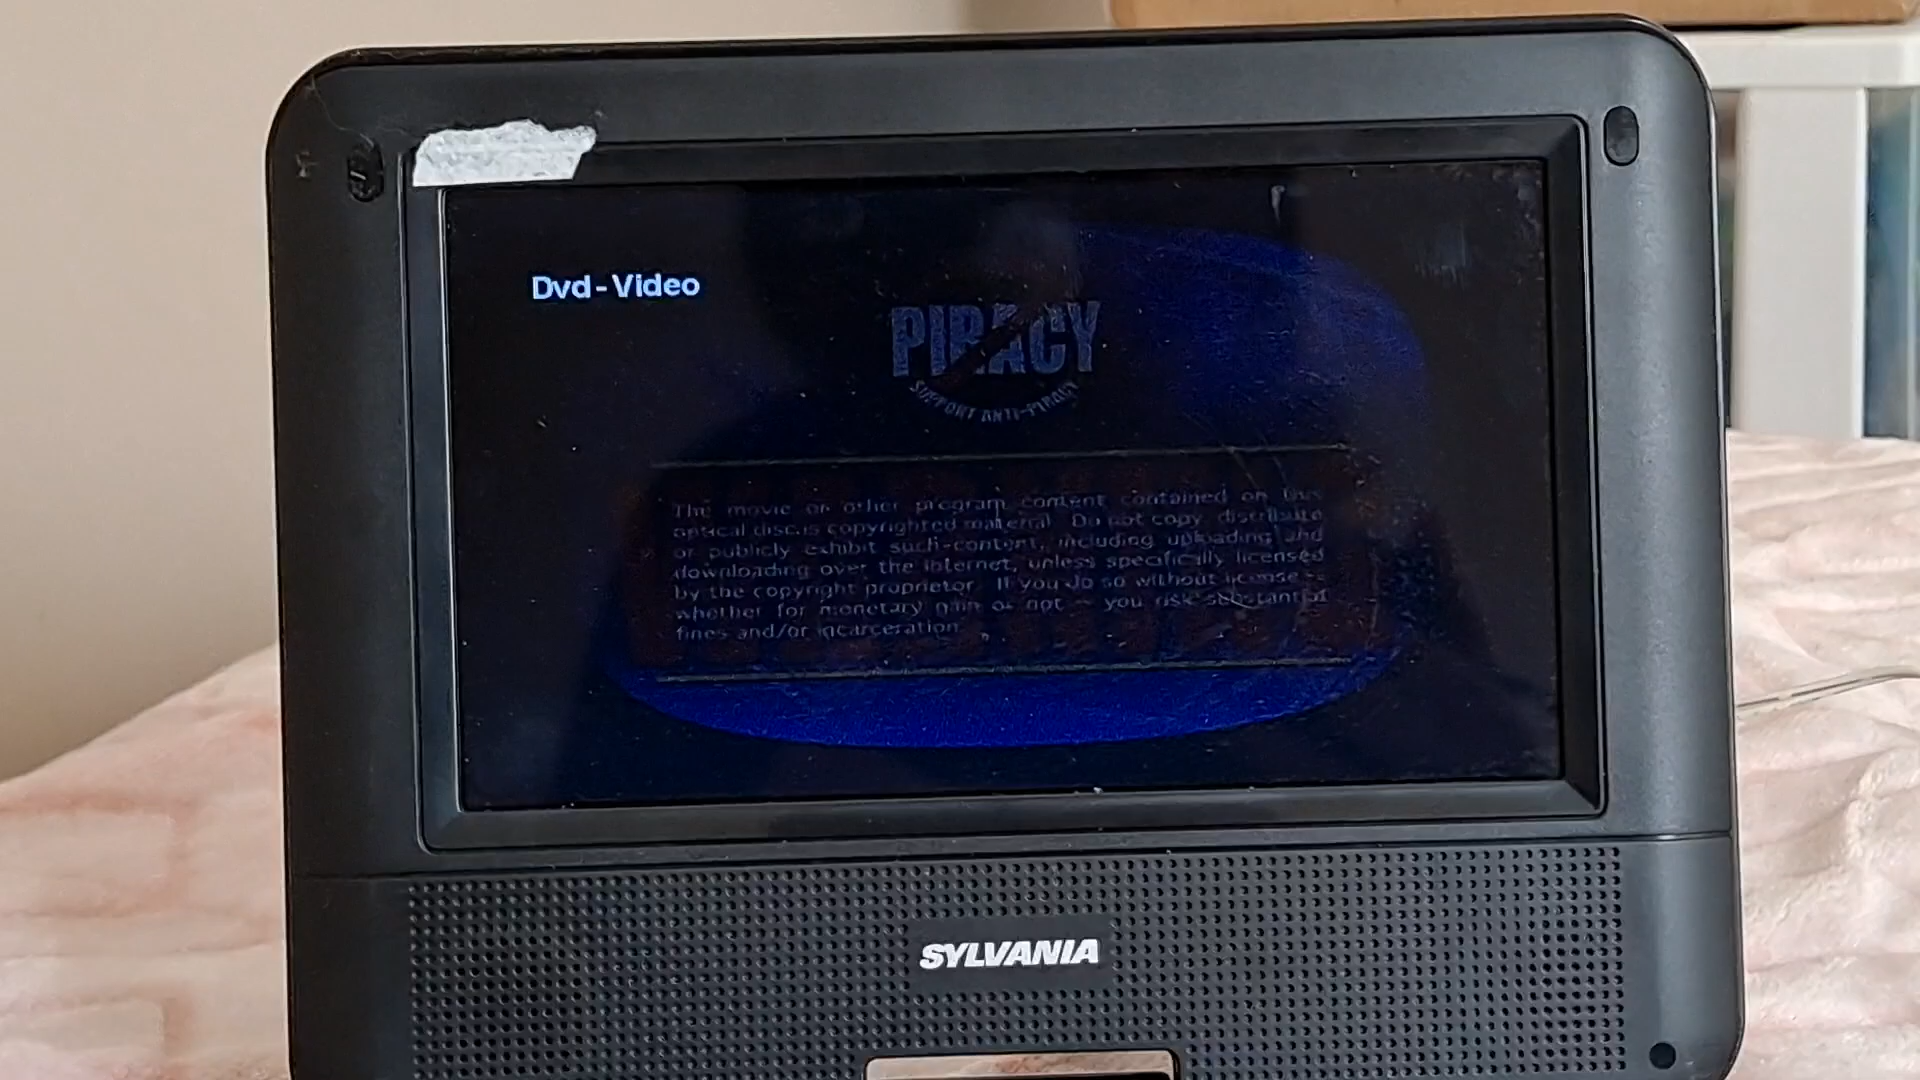 Dvd-Video
PIRACY
SUPPORT ANTI-PIRACY
The movie or other program content contained on this
optical disc is copyrighted material. Do not copy, distribute
or publicly exhibit such content, including uploading and
downloading over the internet, unless specifically licensed
by the copyright proprietor. If you do so without license --
whether for monetary gain or not -- you risk substantial
fines and/or incarceration.
SYLVANIA